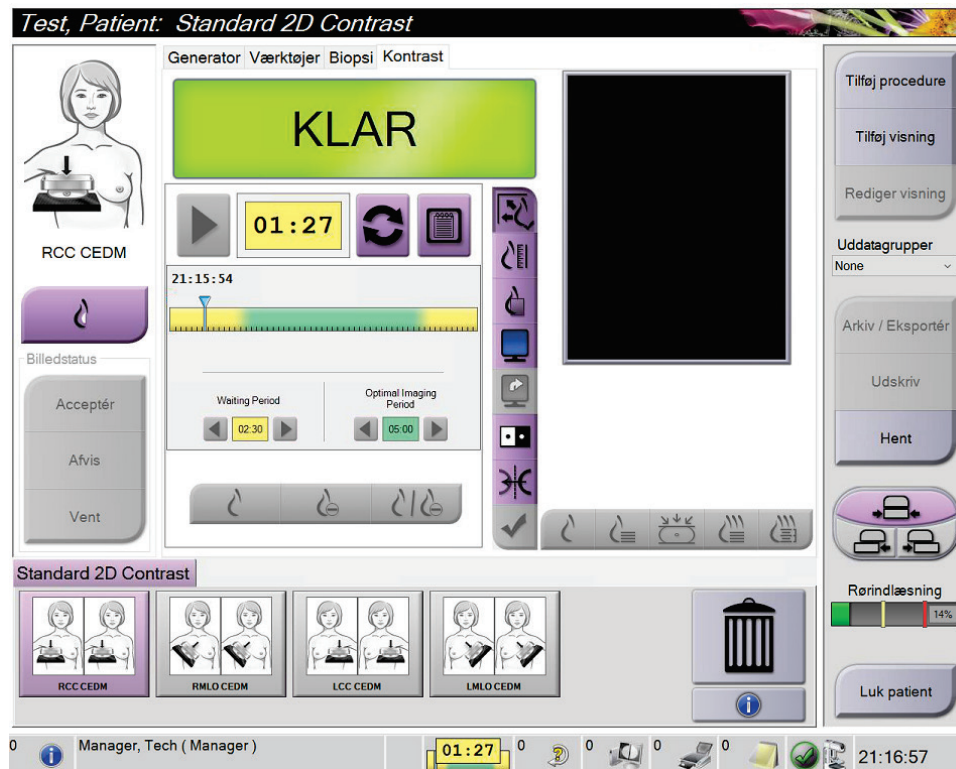 Test, Patient: Standard 2D Contrast
Generator Værktøjer Biopsi Kontrast
KLAR
RCC CEDM
01:27
21:15:54
Waiting Period
02:30
Optimal Imaging
Period
05:00
Billedstatus
Acceptér
Afvis
Vent
Tilføj procedure
Tilføj visning
Rediger visning
Uddatagrupper
None
Arkiv / Eksportér
Udskriv
Hent
Rørindlæsning
14%
Luk patient
Standard 2D Contrast
RCC CEDM
RMLO CEDM
LCC CEDM
LMLO CEDM
0
Manager, Tech ( Manager )
01:27
0
0
0
0
21:16:57